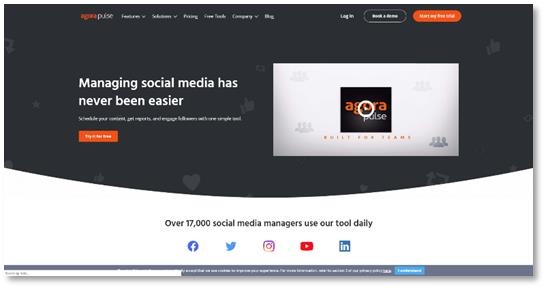 agorapulse Features Solutions Pricing Free Tools Company Blog Log In Book a demo Start my free trial
Managing social media has
never been easier
Schedule your content, get reports, and engage followers with one simple tool.
Try it for free
agora
pulse
BUILT FOR TEAMS
Over 17,000 social media managers use our tool daily
accept that we use cookies to improve your experience. For more information, refer to section 2 of our privacy policy here. I understand